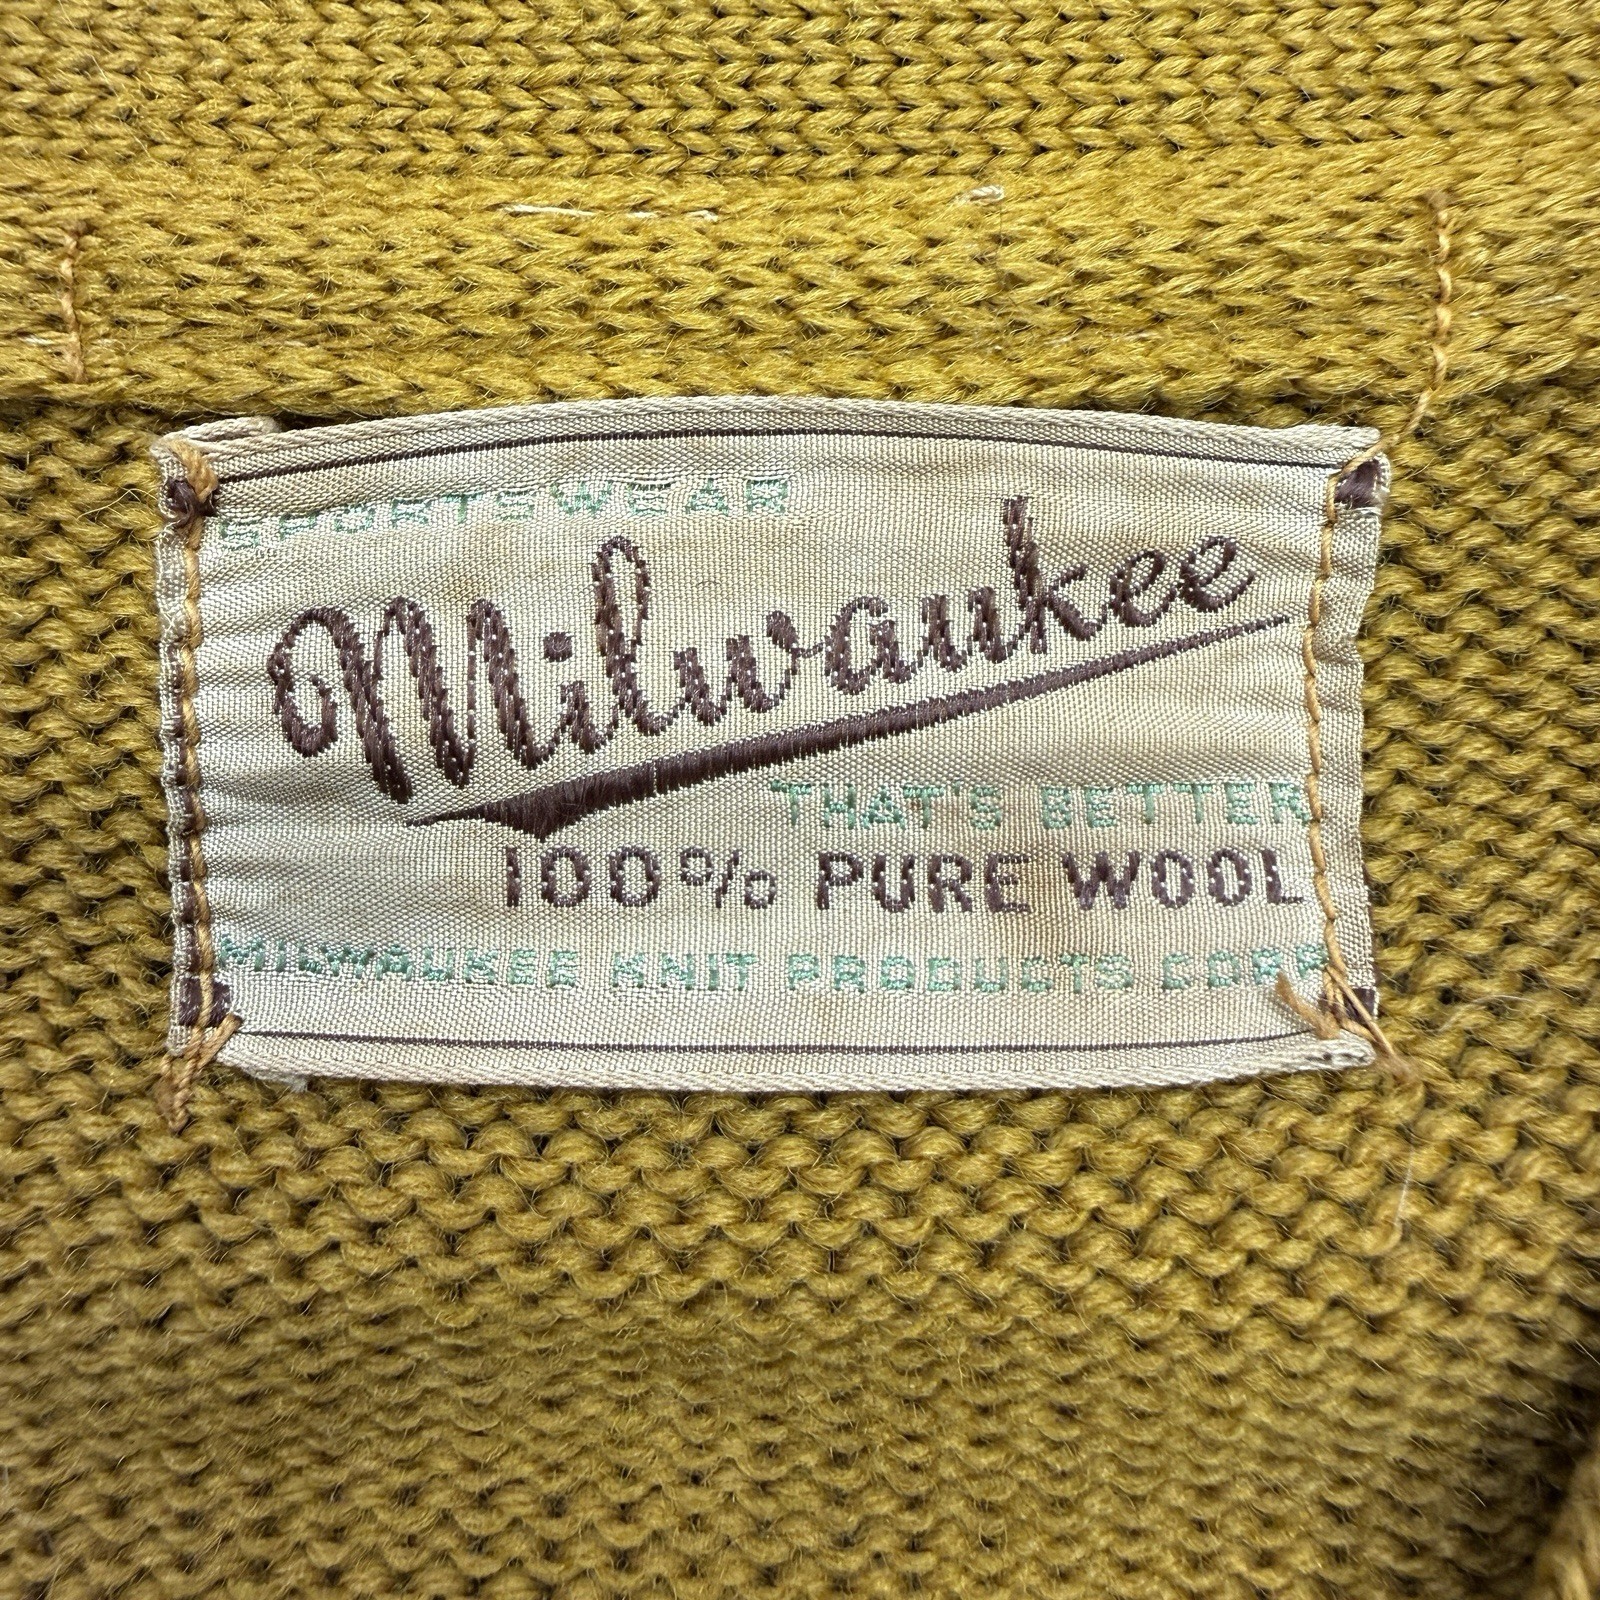 SPORTSWEAR
Milwaukee
THAT'S BETTER
100% PURE WOOL
MILWAUKEE KNIT PRODUCTS CORP